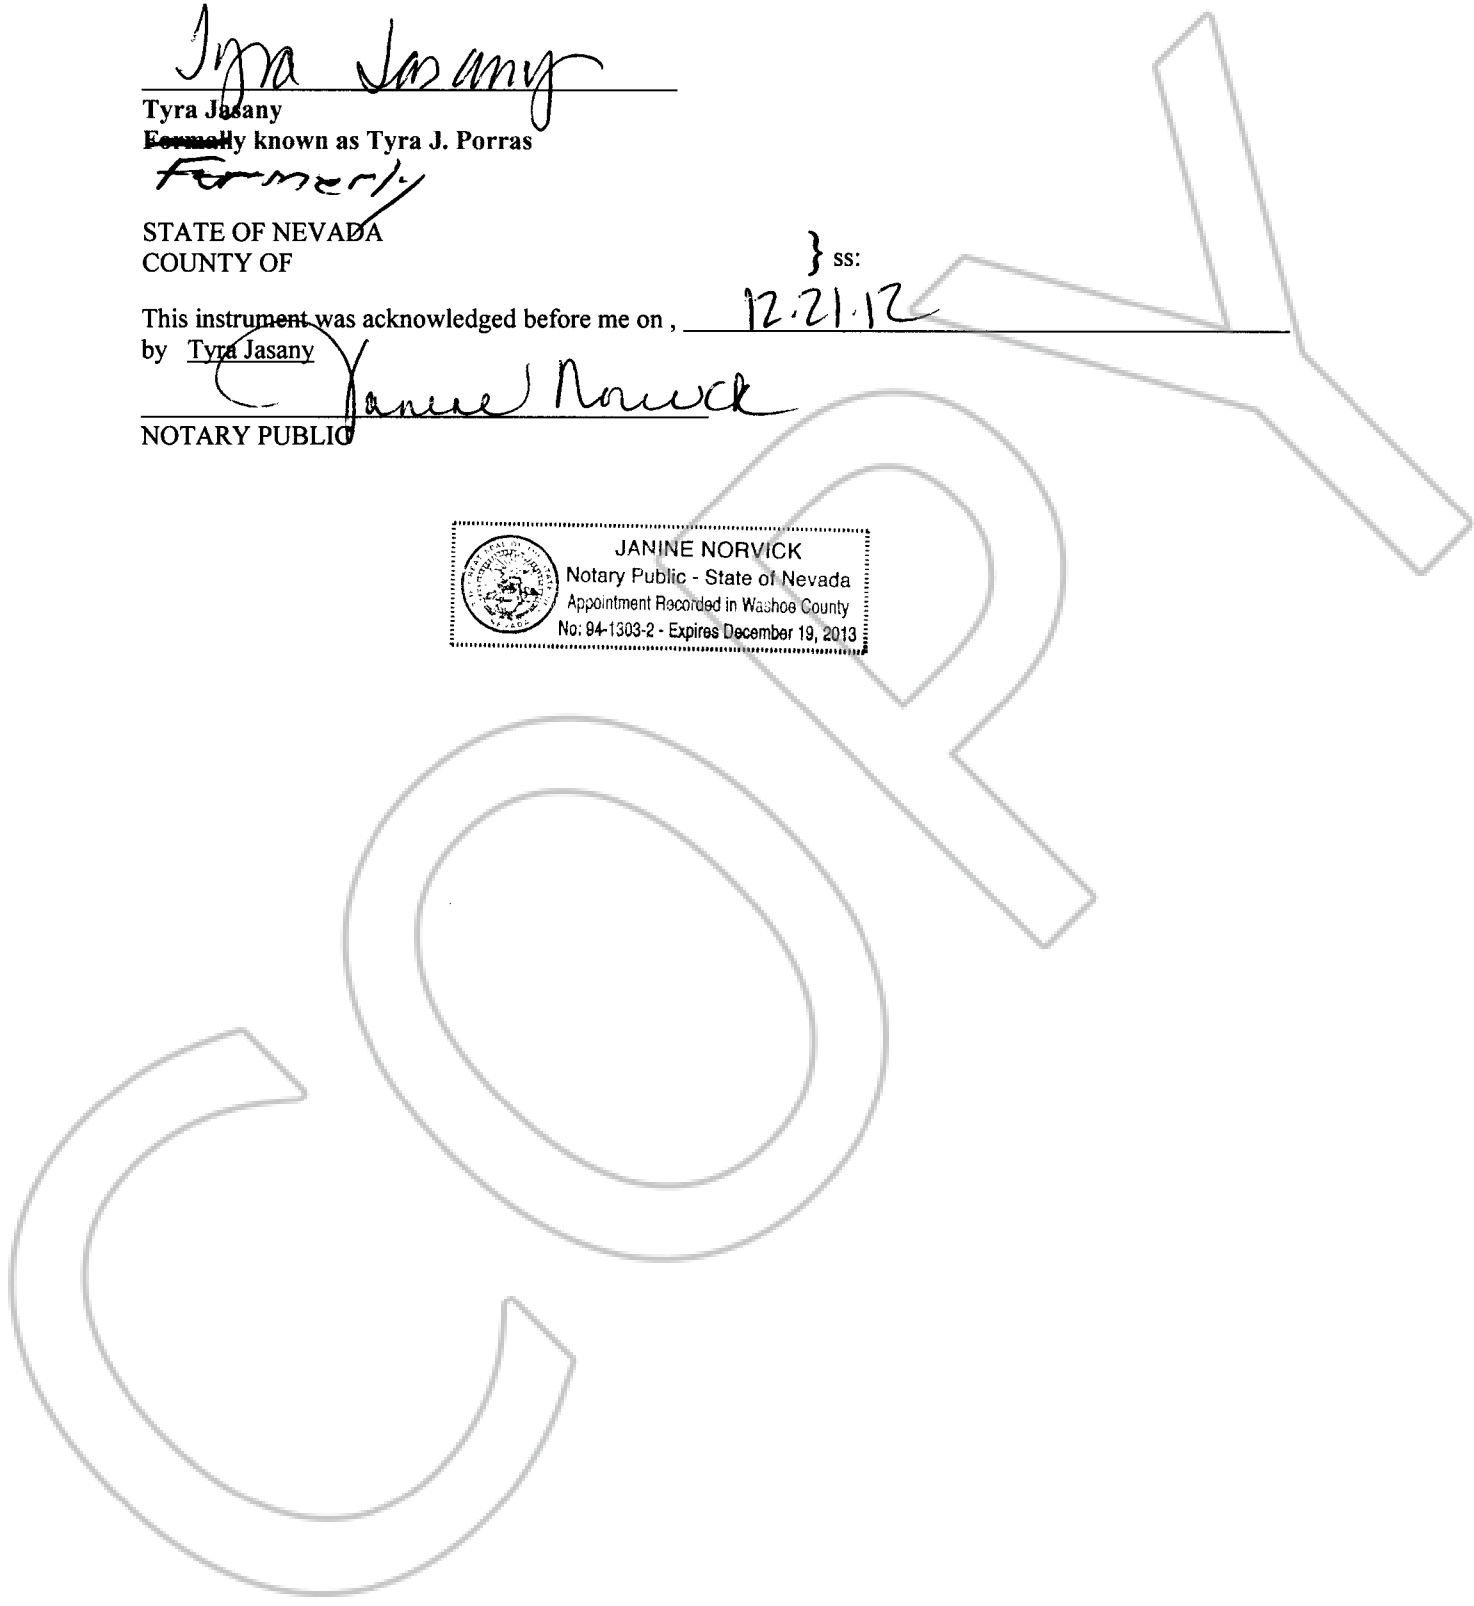 Tyra Jasany
Tyra Jasany
Formally known as Tyra J. Porras
Formerly
STATE OF NEVADA
COUNTY OF
} ss:
This instrument was acknowledged before me on , 12.21.12
by Tyra Jasany
Janine Norvick
NOTARY PUBLIC
JANINE NORVICK
Notary Public - State of Nevada
Appointment Recorded in Washoe County
No: 94-1303-2 - Expires December 19, 2013
COPY